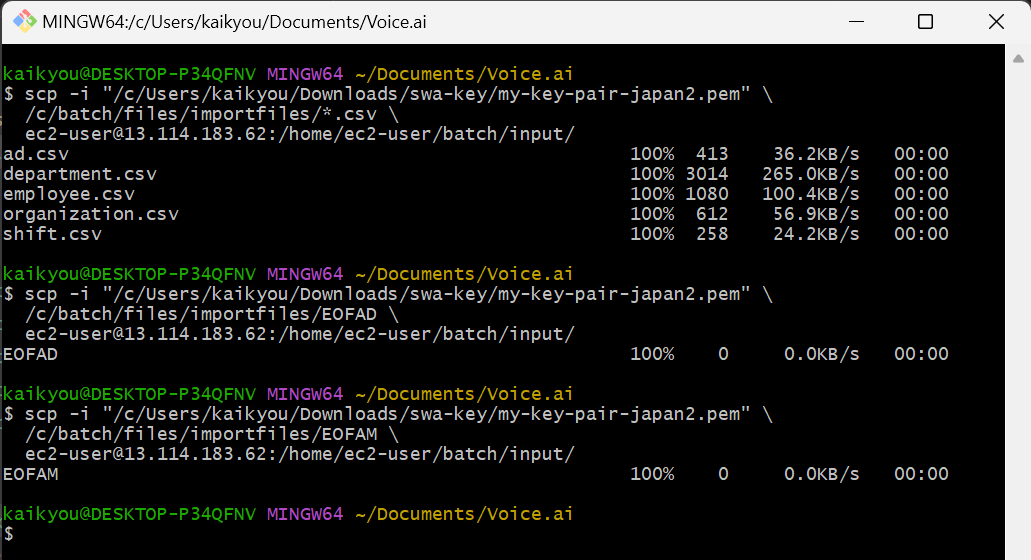 MINGW64:/c/Users/kaikyou/Documents/Voice.ai
kaikyou@DESKTOP-P34QFNV MINGW64 ~/Documents/Voice.ai
$ scp -i "/c/Users/kaikyou/Downloads/swa-key/my-key-pair-japan2.pem" \
  /c/batch/files/importfiles/*.csv \
  ec2-user@13.114.183.62:/home/ec2-user/batch/input/
ad.csv 100% 413 36.2KB/s 00:00
department.csv 100% 3014 265.0KB/s 00:00
employee.csv 100% 1080 100.4KB/s 00:00
organization.csv 100% 612 56.9KB/s 00:00
shift.csv 100% 258 24.2KB/s 00:00
kaikyou@DESKTOP-P34QFNV MINGW64 ~/Documents/Voice.ai
$ scp -i "/c/Users/kaikyou/Downloads/swa-key/my-key-pair-japan2.pem" \
  /c/batch/files/importfiles/EOFAD \
  ec2-user@13.114.183.62:/home/ec2-user/batch/input/
EOFAD 100% 0 0.0KB/s 00:00
kaikyou@DESKTOP-P34QFNV MINGW64 ~/Documents/Voice.ai
$ scp -i "/c/Users/kaikyou/Downloads/swa-key/my-key-pair-japan2.pem" \
  /c/batch/files/importfiles/EOFAM \
  ec2-user@13.114.183.62:/home/ec2-user/batch/input/
EOFAM 100% 0 0.0KB/s 00:00
kaikyou@DESKTOP-P34QFNV MINGW64 ~/Documents/Voice.ai
$